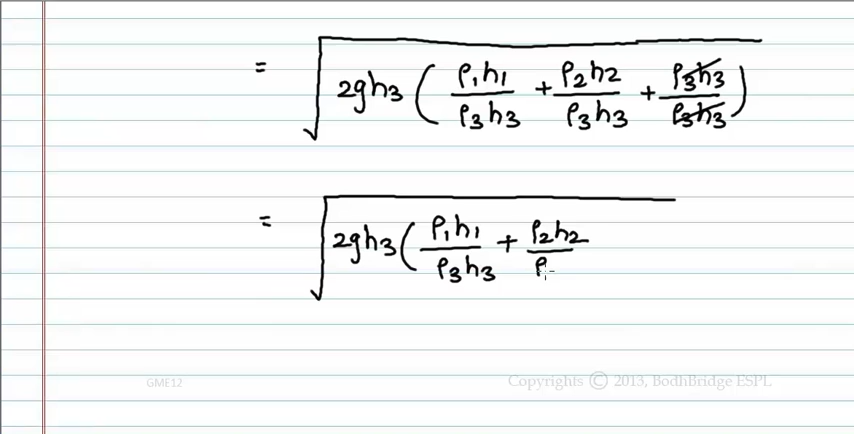 = √(2gh₃ (ρ₁h₁/ρ₃h₃ + ρ₂h₂/ρ₃h₃ + ρ₃h₃/ρ₃h₃))
= √(2gh₃ (ρ₁h₁/ρ₃h₃ + ρ₂h₂/ρ
GME12
Copyrights © 2013, BodhBridge ESPL